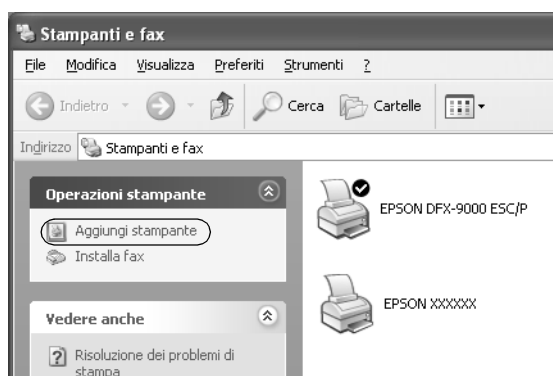 Stampanti e fax
File Modifica Visualizza Preferiti Strumenti ?
Indietro Cerca Cartelle
Indirizzo Stampanti e fax
Operazioni stampante
Aggiungi stampante
Installa fax
Vedere anche
Risoluzione dei problemi di
stampa
EPSON DFX-9000 ESC/P
EPSON XXXXXX